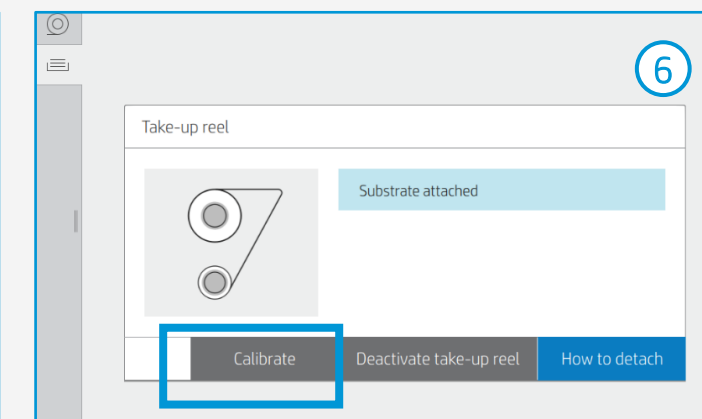 6
Take-up reel
Substrate attached
Calibrate Deactivate take-up reel How to detach